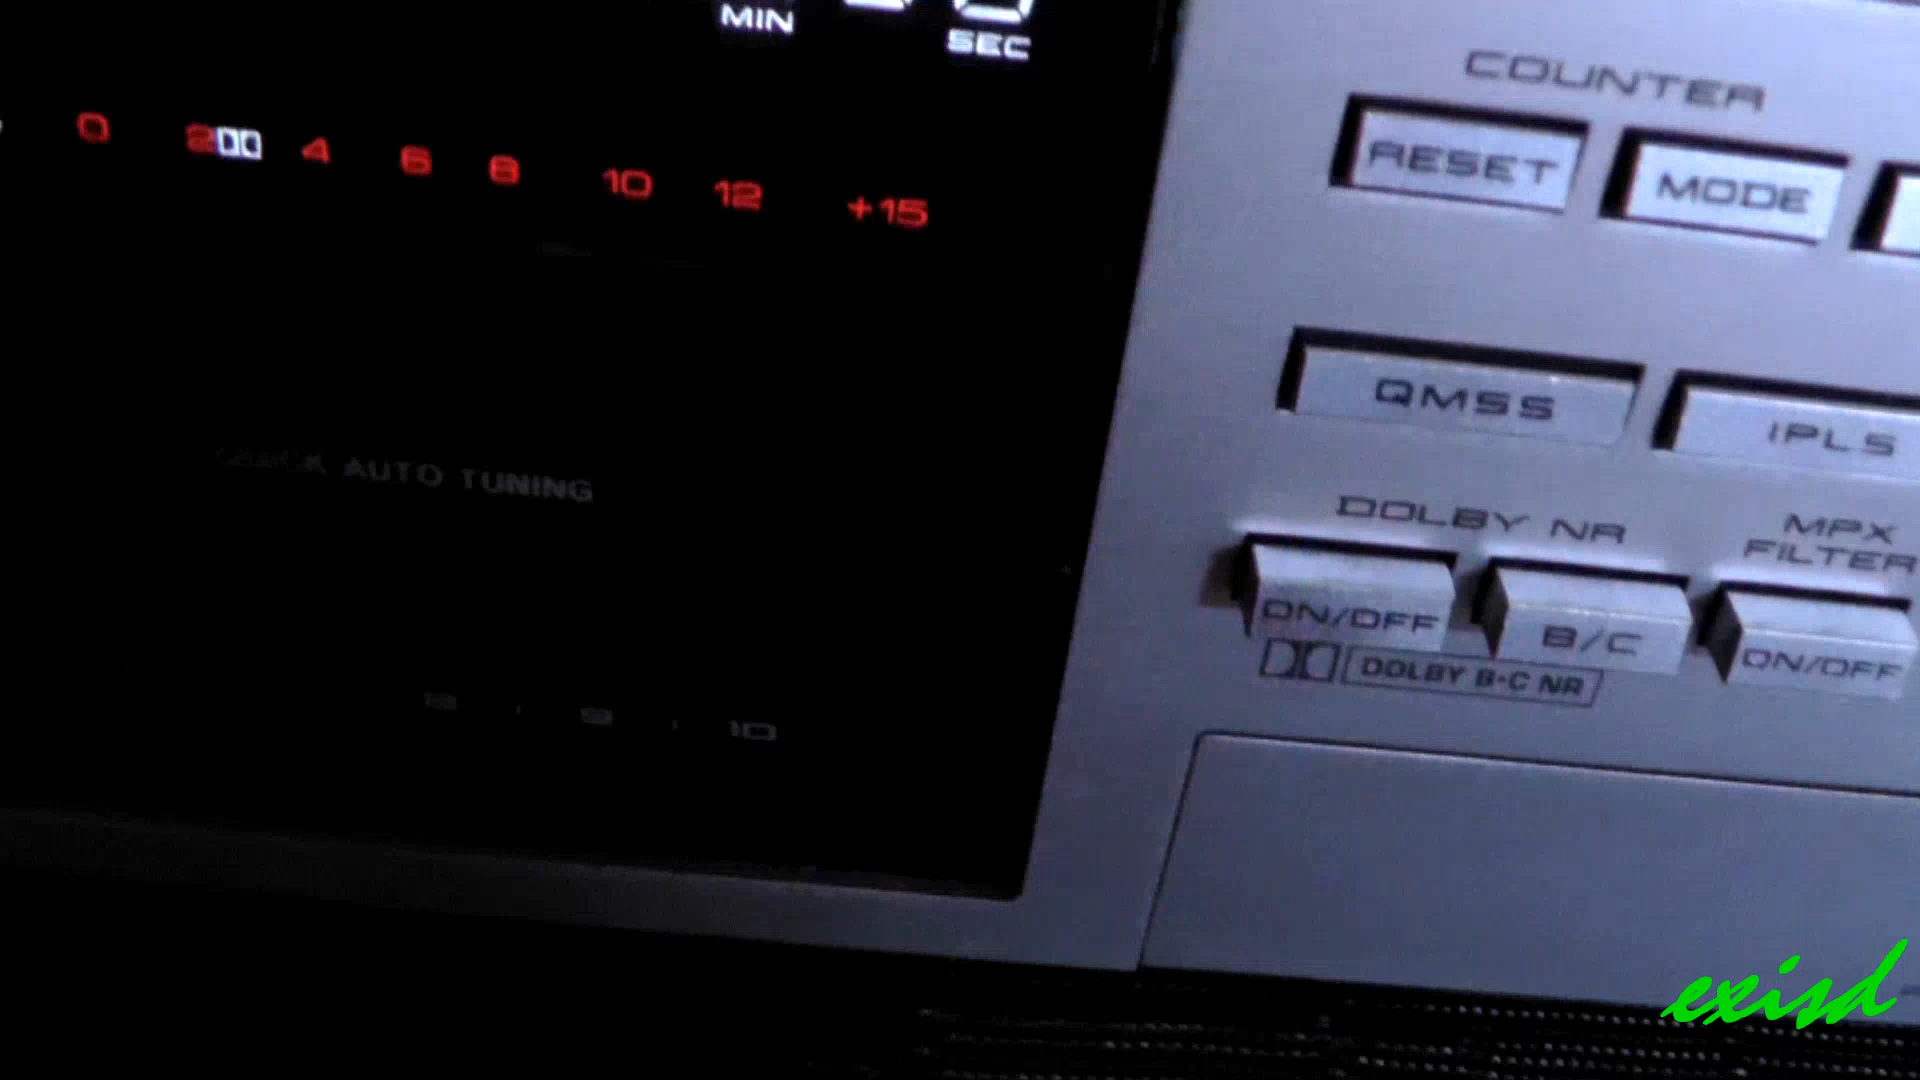 MIN
SEC
0 2 4 6 8 10 12 +15
AUTO TUNING
8 9 10
COUNTER
RESET
MODE
QMSS
IPLS
DOLBY NR
MPX
FILTER
ON/OFF
B/C
ON/OFF
DOLBY B·C NR
exisd